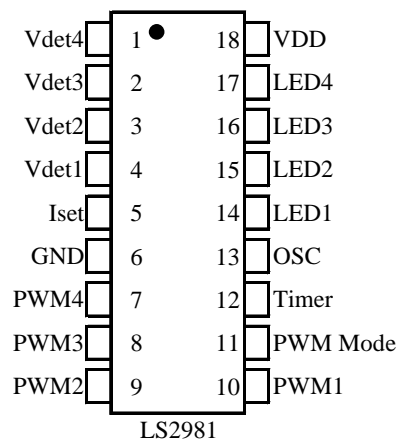 Vdet4 1 18 VDD
Vdet3 2 17 LED4
Vdet2 3 16 LED3
Vdet1 4 15 LED2
Iset 5 14 LED1
GND 6 13 OSC
PWM4 7 12 Timer
PWM3 8 11 PWM Mode
PWM2 9 10 PWM1
LS2981